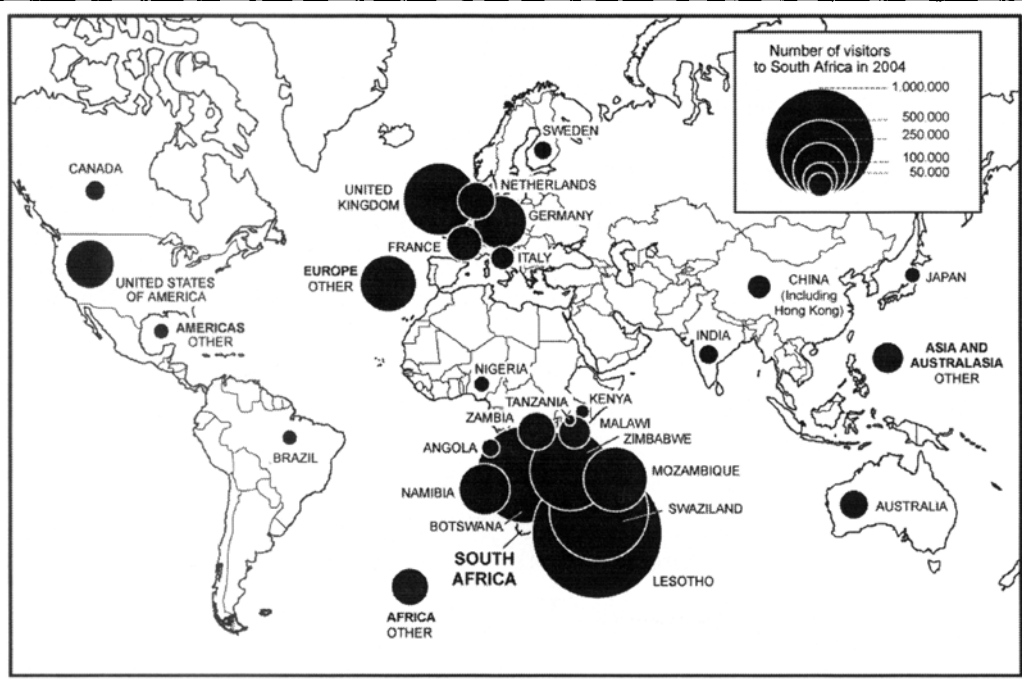 Number of visitors
to South Africa in 2004
1.000.000
500.000
250.000
100.000
50.000
SWEDEN
CANADA
UNITED
KINGDOM
NETHERLANDS
GERMANY
FRANCE
ITALY
EUROPE
OTHER
UNITED STATES
OF AMERICA
CHINA
(Including
Hong Kong)
JAPAN
AMERICAS
OTHER
INDIA
ASIA AND
AUSTRALASIA
OTHER
NIGERIA
TANZANIA
KENYA
ZAMBIA
MALAWI
ZIMBABWE
ANGOLA
BRAZIL
MOZAMBIQUE
NAMIBIA
SWAZILAND
AUSTRALIA
BOTSWANA
SOUTH
AFRICA
LESOTHO
AFRICA
OTHER